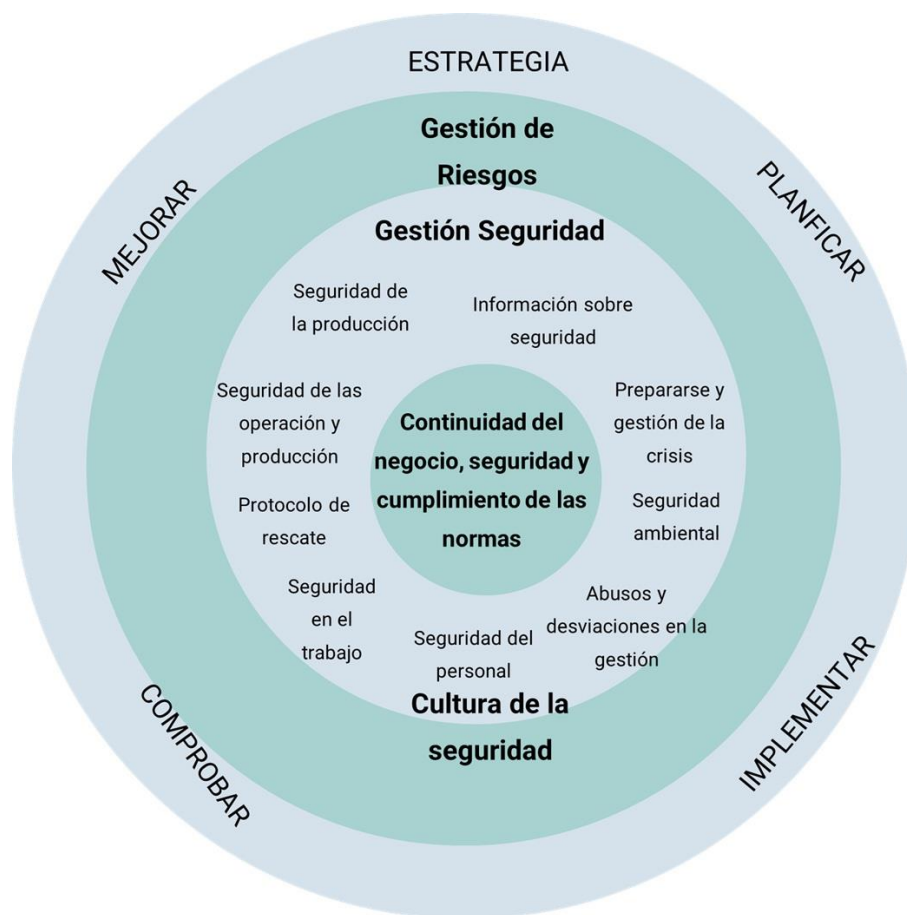 ESTRATEGIA
Gestión de
Riesgos
MEJORAR
PLANFICAR
Gestión Seguridad
Seguridad de
la producción
Información sobre
seguridad
Seguridad de las
operación y
producción
Prepararse y
gestión de la
crisis
Continuidad del
negocio, seguridad y
cumplimiento de las
normas
Protocolo de
rescate
Seguridad
ambiental
Seguridad
en el
trabajo
Seguridad del
personal
Abusos y
desviaciones en la
gestión
Cultura de la
seguridad
COMPROBAR
IMPLEMENTAR